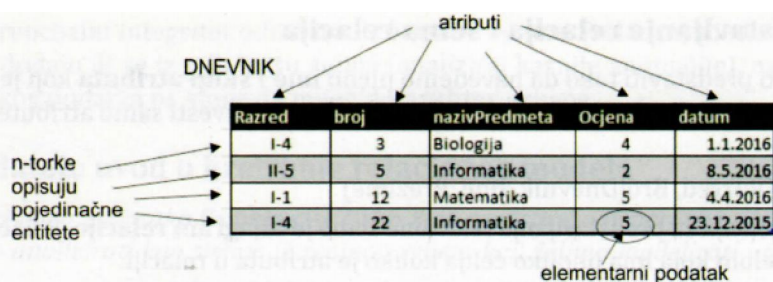 atributi
DNEVNIK
Razred broj nazivPredmeta Ocjena datum
I-4 3 Biologija 4 1.1.2016
II-5 1 Informatika 2 8.5.2016
I-1 12 Matematika 5 4.4.2016
I-4 22 Informatika 5 23.12.2015
n-torke
opisuju
pojedinačne
entitete
elementarni podatak